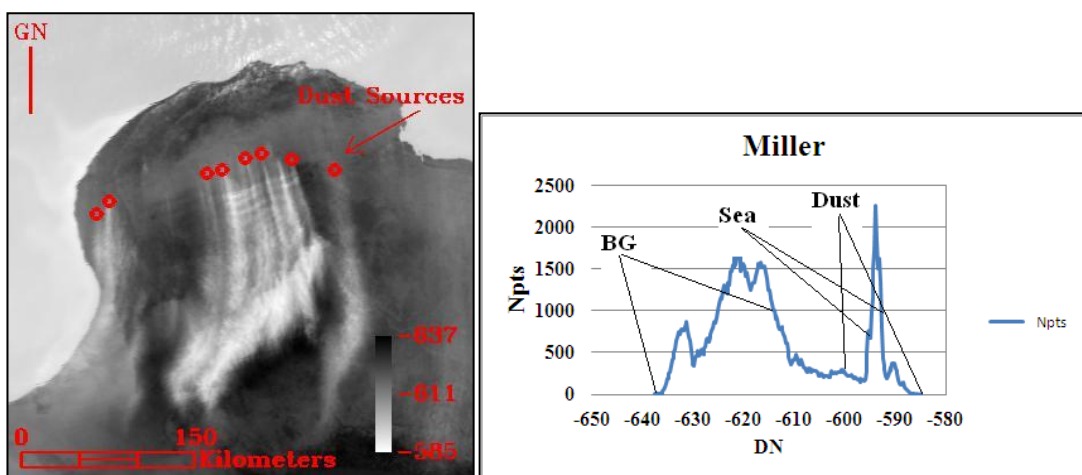 GN
Dust Sources
-637
-611
-585
0 150
Kilometers
Miller
2500
2000
1500
1000
500
0
Npts
BG
Sea
Dust
Npts
-650 -640 -630 -620 -610 -600 -590 -580
DN